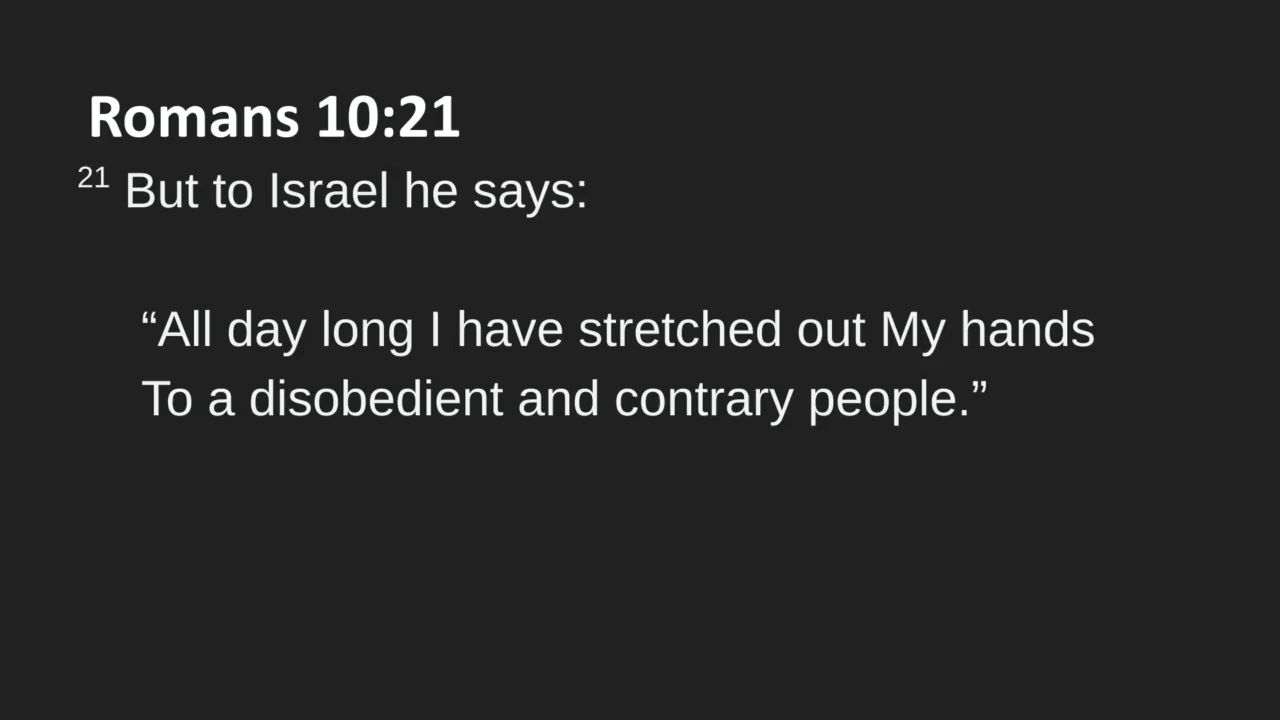 Romans 10:21
21 But to Israel he says:
“All day long I have stretched out My hands
To a disobedient and contrary people.”